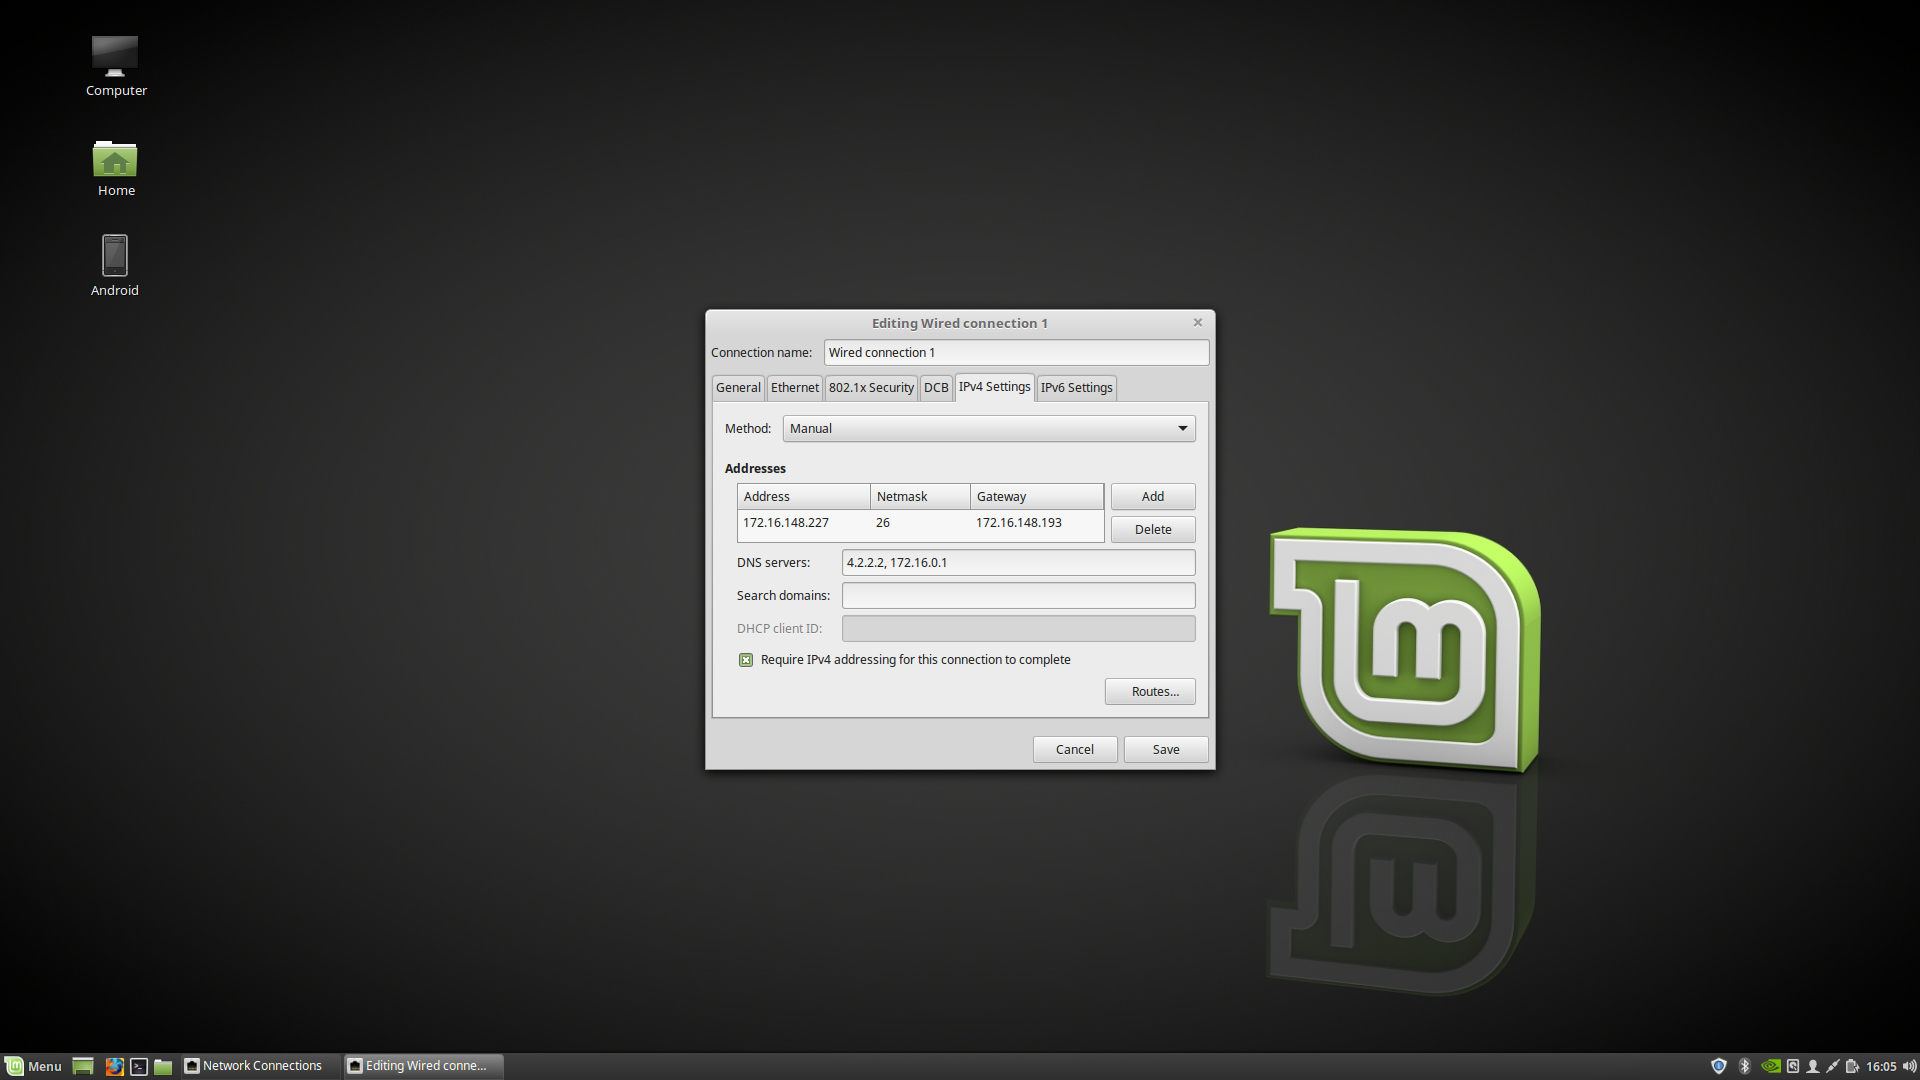 Computer
Home
Android
Editing Wired connection 1
Connection name: Wired connection 1
General Ethernet 802.1x Security DCB IPv4 Settings IPv6 Settings
Method: Manual
Addresses
Address Netmask Gateway Add
172.16.148.227 26 172.16.148.193
Delete
DNS servers: 4.2.2.2, 172.16.0.1
Search domains:
DHCP client ID:
Require IPv4 addressing for this connection to complete
Routes...
Cancel Save
Menu Network Connections Editing Wired conne... 16:05